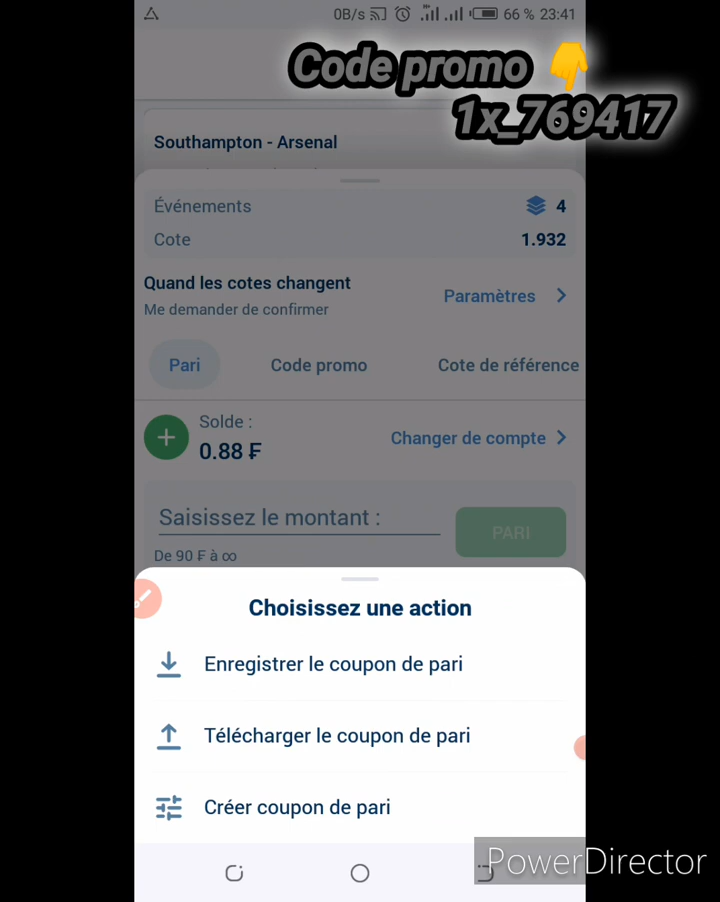 0B/s 66 % 23:41
Code promo 👇
1x_769417
Southampton - Arsenal
Événements 4
Cote 1.932
Quand les cotes changent
Me demander de confirmer
Paramètres
Pari Code promo Cote de référence
Solde :
0.88 ₣
Changer de compte
Saisissez le montant :
PARI
De 90 ₣ à ∞
Choisissez une action
Enregistrer le coupon de pari
Télécharger le coupon de pari
Créer coupon de pari
PowerDirector